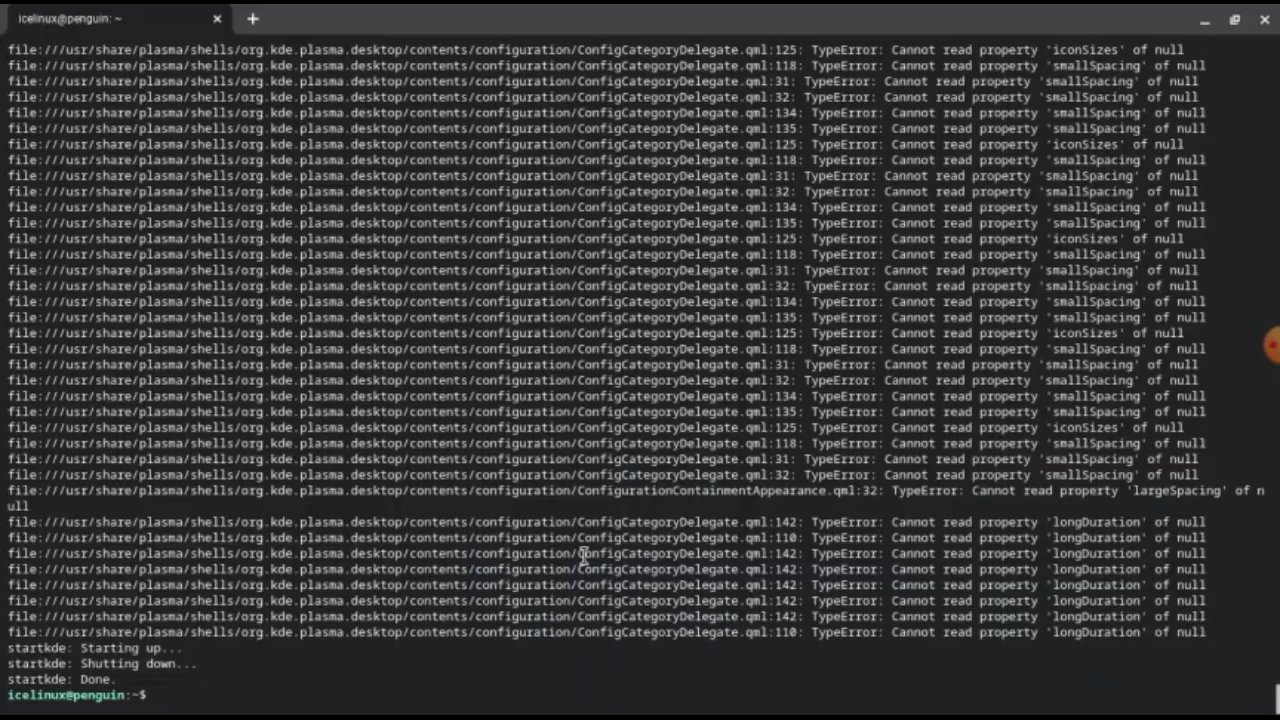 icelinux@penguin: ~
file:///usr/share/plasma/shells/org.kde.plasma.desktop/contents/configuration/ConfigCategoryDelegate.qml:125: TypeError: Cannot read property 'iconSizes' of null
file:///usr/share/plasma/shells/org.kde.plasma.desktop/contents/configuration/ConfigCategoryDelegate.qml:118: TypeError: Cannot read property 'smallSpacing' of null
file:///usr/share/plasma/shells/org.kde.plasma.desktop/contents/configuration/ConfigCategoryDelegate.qml:31: TypeError: Cannot read property 'smallSpacing' of null
file:///usr/share/plasma/shells/org.kde.plasma.desktop/contents/configuration/ConfigCategoryDelegate.qml:32: TypeError: Cannot read property 'smallSpacing' of null
file:///usr/share/plasma/shells/org.kde.plasma.desktop/contents/configuration/ConfigCategoryDelegate.qml:134: TypeError: Cannot read property 'smallSpacing' of null
file:///usr/share/plasma/shells/org.kde.plasma.desktop/contents/configuration/ConfigCategoryDelegate.qml:135: TypeError: Cannot read property 'smallSpacing' of null
file:///usr/share/plasma/shells/org.kde.plasma.desktop/contents/configuration/ConfigCategoryDelegate.qml:125: TypeError: Cannot read property 'iconSizes' of null
file:///usr/share/plasma/shells/org.kde.plasma.desktop/contents/configuration/ConfigCategoryDelegate.qml:118: TypeError: Cannot read property 'smallSpacing' of null
file:///usr/share/plasma/shells/org.kde.plasma.desktop/contents/configuration/ConfigCategoryDelegate.qml:31: TypeError: Cannot read property 'smallSpacing' of null
file:///usr/share/plasma/shells/org.kde.plasma.desktop/contents/configuration/ConfigCategoryDelegate.qml:32: TypeError: Cannot read property 'smallSpacing' of null
file:///usr/share/plasma/shells/org.kde.plasma.desktop/contents/configuration/ConfigCategoryDelegate.qml:134: TypeError: Cannot read property 'smallSpacing' of null
file:///usr/share/plasma/shells/org.kde.plasma.desktop/contents/configuration/ConfigCategoryDelegate.qml:135: TypeError: Cannot read property 'smallSpacing' of null
file:///usr/share/plasma/shells/org.kde.plasma.desktop/contents/configuration/ConfigCategoryDelegate.qml:125: TypeError: Cannot read property 'iconSizes' of null
file:///usr/share/plasma/shells/org.kde.plasma.desktop/contents/configuration/ConfigCategoryDelegate.qml:118: TypeError: Cannot read property 'smallSpacing' of null
file:///usr/share/plasma/shells/org.kde.plasma.desktop/contents/configuration/ConfigCategoryDelegate.qml:31: TypeError: Cannot read property 'smallSpacing' of null
file:///usr/share/plasma/shells/org.kde.plasma.desktop/contents/configuration/ConfigCategoryDelegate.qml:32: TypeError: Cannot read property 'smallSpacing' of null
file:///usr/share/plasma/shells/org.kde.plasma.desktop/contents/configuration/ConfigCategoryDelegate.qml:134: TypeError: Cannot read property 'smallSpacing' of null
file:///usr/share/plasma/shells/org.kde.plasma.desktop/contents/configuration/ConfigCategoryDelegate.qml:135: TypeError: Cannot read property 'smallSpacing' of null
file:///usr/share/plasma/shells/org.kde.plasma.desktop/contents/configuration/ConfigCategoryDelegate.qml:125: TypeError: Cannot read property 'iconSizes' of null
file:///usr/share/plasma/shells/org.kde.plasma.desktop/contents/configuration/ConfigCategoryDelegate.qml:118: TypeError: Cannot read property 'smallSpacing' of null
file:///usr/share/plasma/shells/org.kde.plasma.desktop/contents/configuration/ConfigCategoryDelegate.qml:31: TypeError: Cannot read property 'smallSpacing' of null
file:///usr/share/plasma/shells/org.kde.plasma.desktop/contents/configuration/ConfigCategoryDelegate.qml:32: TypeError: Cannot read property 'smallSpacing' of null
file:///usr/share/plasma/shells/org.kde.plasma.desktop/contents/configuration/ConfigCategoryDelegate.qml:134: TypeError: Cannot read property 'smallSpacing' of null
file:///usr/share/plasma/shells/org.kde.plasma.desktop/contents/configuration/ConfigCategoryDelegate.qml:135: TypeError: Cannot read property 'smallSpacing' of null
file:///usr/share/plasma/shells/org.kde.plasma.desktop/contents/configuration/ConfigCategoryDelegate.qml:125: TypeError: Cannot read property 'iconSizes' of null
file:///usr/share/plasma/shells/org.kde.plasma.desktop/contents/configuration/ConfigCategoryDelegate.qml:118: TypeError: Cannot read property 'smallSpacing' of null
file:///usr/share/plasma/shells/org.kde.plasma.desktop/contents/configuration/ConfigCategoryDelegate.qml:31: TypeError: Cannot read property 'smallSpacing' of null
file:///usr/share/plasma/shells/org.kde.plasma.desktop/contents/configuration/ConfigCategoryDelegate.qml:32: TypeError: Cannot read property 'smallSpacing' of null
file:///usr/share/plasma/shells/org.kde.plasma.desktop/contents/configuration/ConfigurationContainmentAppearance.qml:32: TypeError: Cannot read property 'largeSpacing' of n
ull
file:///usr/share/plasma/shells/org.kde.plasma.desktop/contents/configuration/ConfigCategoryDelegate.qml:142: TypeError: Cannot read property 'longDuration' of null
file:///usr/share/plasma/shells/org.kde.plasma.desktop/contents/configuration/ConfigCategoryDelegate.qml:110: TypeError: Cannot read property 'longDuration' of null
file:///usr/share/plasma/shells/org.kde.plasma.desktop/contents/configuration/ConfigCategoryDelegate.qml:142: TypeError: Cannot read property 'longDuration' of null
file:///usr/share/plasma/shells/org.kde.plasma.desktop/contents/configuration/ConfigCategoryDelegate.qml:142: TypeError: Cannot read property 'longDuration' of null
file:///usr/share/plasma/shells/org.kde.plasma.desktop/contents/configuration/ConfigCategoryDelegate.qml:142: TypeError: Cannot read property 'longDuration' of null
file:///usr/share/plasma/shells/org.kde.plasma.desktop/contents/configuration/ConfigCategoryDelegate.qml:142: TypeError: Cannot read property 'longDuration' of null
file:///usr/share/plasma/shells/org.kde.plasma.desktop/contents/configuration/ConfigCategoryDelegate.qml:142: TypeError: Cannot read property 'longDuration' of null
file:///usr/share/plasma/shells/org.kde.plasma.desktop/contents/configuration/ConfigCategoryDelegate.qml:110: TypeError: Cannot read property 'longDuration' of null
startkde: Starting up...
startkde: Shutting down...
startkde: Done.
icelinux@penguin:~$